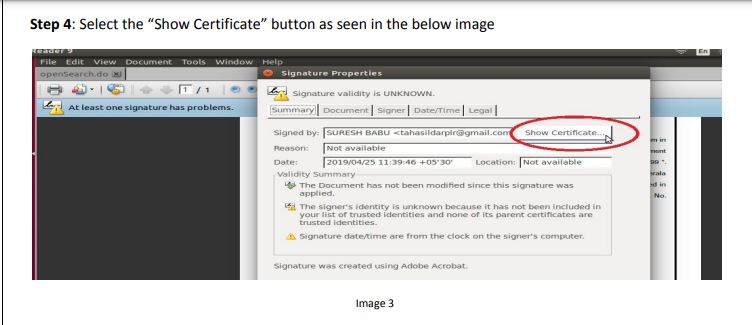 Step 4: Select the “Show Certificate” button as seen in the below image
Reader 9
En
File Edit View Document Tools Window Help
openSearch.do
Signature Properties
1 / 1
Signature validity is UNKNOWN.
At least one signature has problems.
Summary Document Signer Date/Time Legal
Signed by: SURESH BABU <tahasildarplr@gmail.com Show Certificate...
Reason: Not available
Date: 2019/04/25 11:39:46 +05'30' Location: Not available
Validity Summary
The Document has not been modified since this signature was
applied.
The signer's identity is unknown because it has not been included in
your list of trusted identities and none of its parent certificates are
trusted identities.
No.
Signature date/time are from the clock on the signer's computer.
Signature was created using Adobe Acrobat.
Image 3